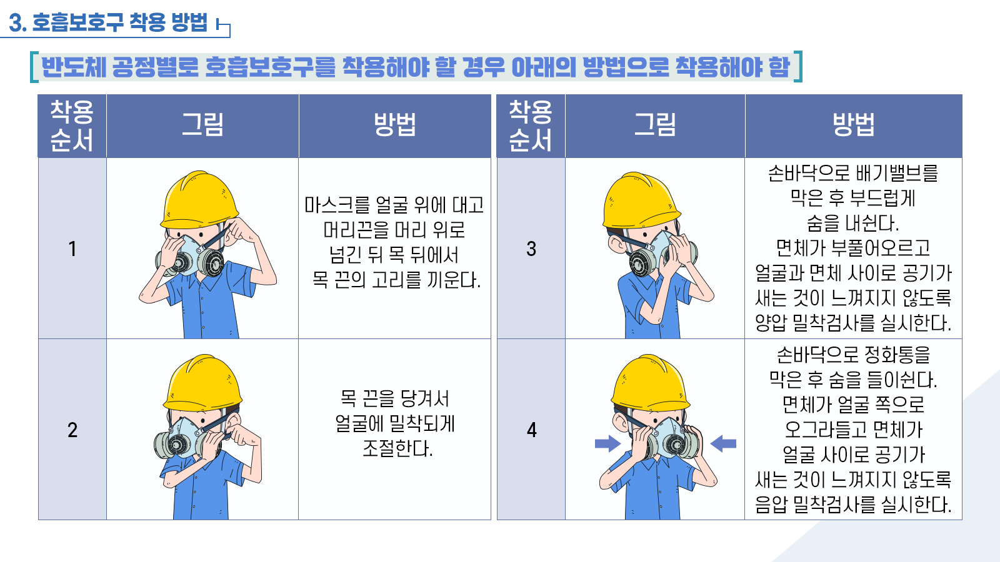 3. 호흡보호구 착용 방법
반도체 공정별로 호흡보호구를 착용해야 할 경우 아래의 방법으로 착용해야 함
착용
순서
그림
방법
1
마스크를 얼굴 위에 대고
머리끈을 머리 위로
넘긴 뒤 목 뒤에서
목 끈의 고리를 끼운다.
2
목 끈을 당겨서
얼굴에 밀착되게
조절한다.
착용
순서
그림
방법
3
손바닥으로 배기밸브를
막은 후 부드럽게
숨을 내쉰다.
면체가 부풀어오르고
얼굴과 면체 사이로 공기가
새는 것이 느껴지지 않도록
양압 밀착검사를 실시한다.
4
손바닥으로 정화통을
막은 후 숨을 들이쉰다.
면체가 얼굴 쪽으로
오그라들고 면체가
얼굴 사이로 공기가
새는 것이 느껴지지 않도록
음압 밀착검사를 실시한다.